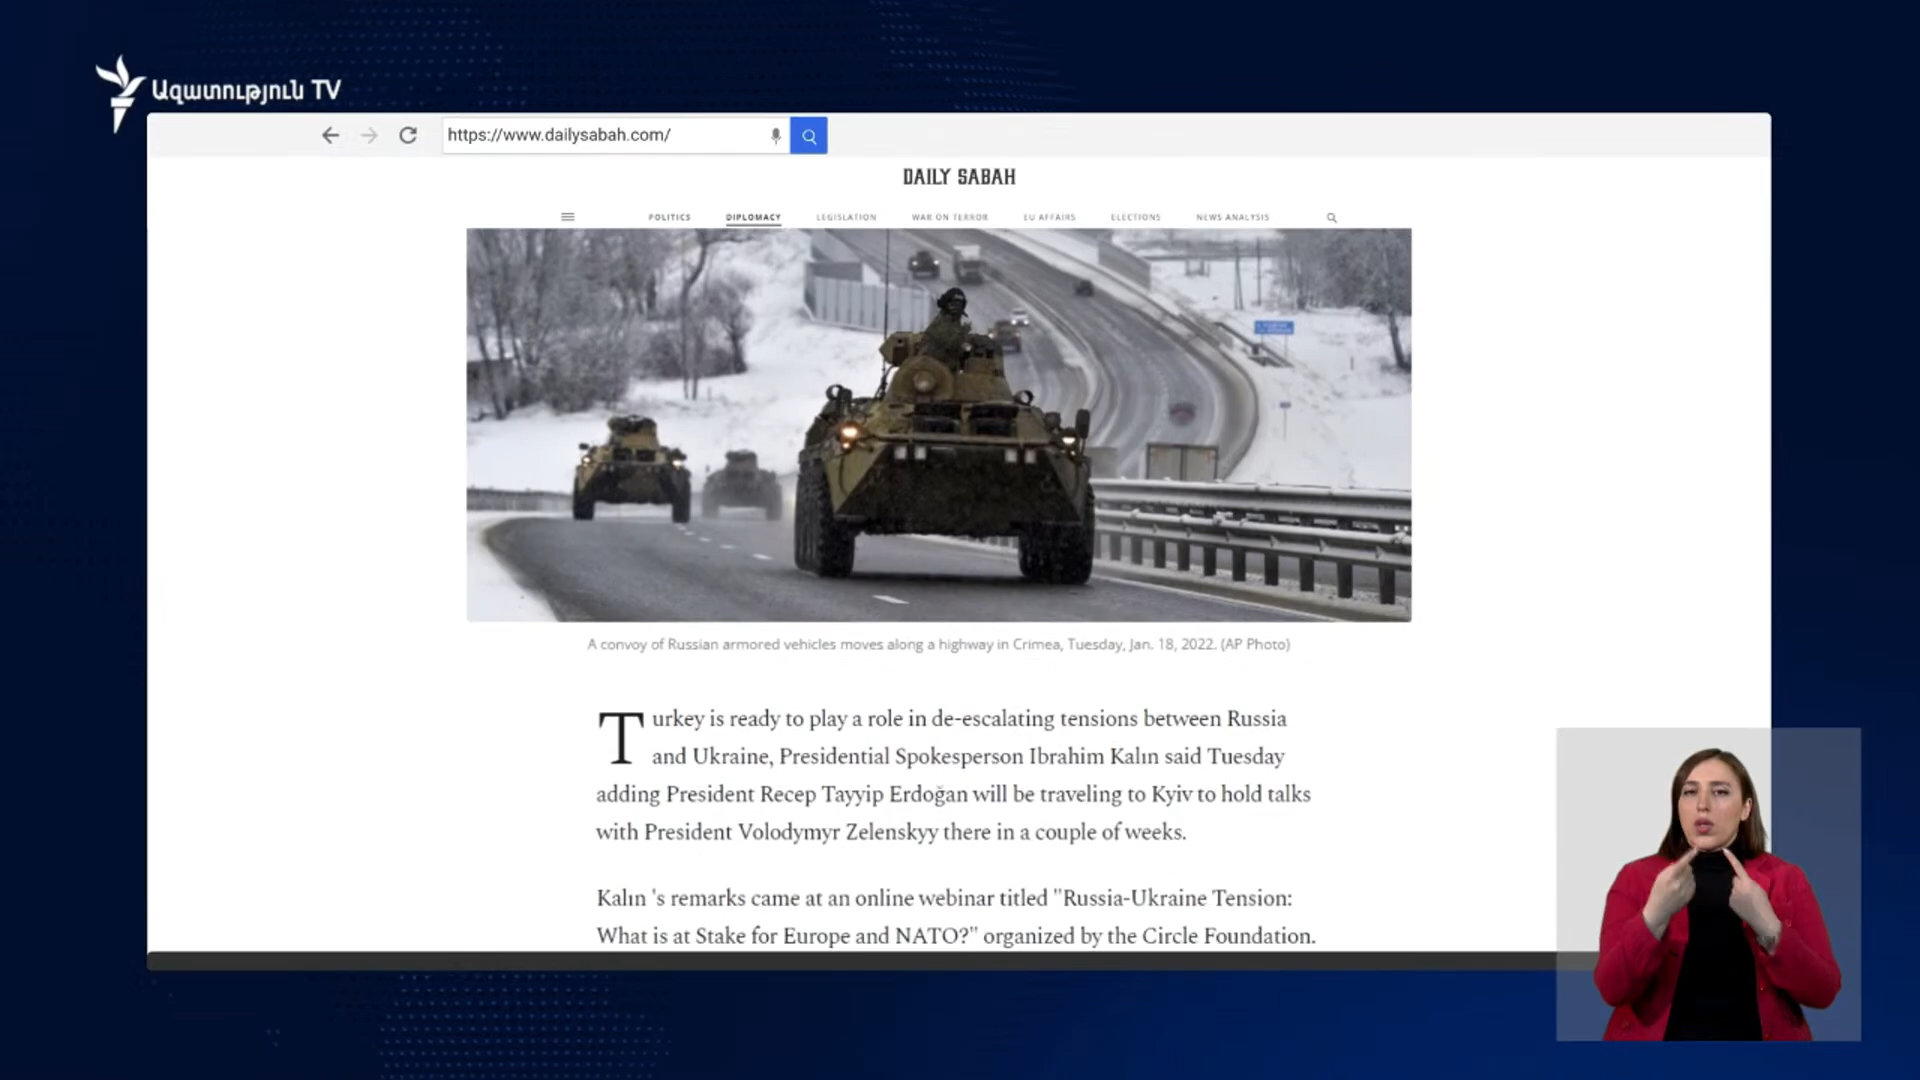 Ազատություն TV
https://www.dailysabah.com/
DAILY SABAH
POLITICS DIPLOMACY LEGISLATION WAR ON TERROR EU AFFAIRS ELECTIONS NEWS ANALYSIS
A convoy of Russian armored vehicles moves along a highway in Crimea, Tuesday, Jan. 18, 2022. (AP Photo)
Turkey is ready to play a role in de-escalating tensions between Russia
and Ukraine, Presidential Spokesperson Ibrahim Kalın said Tuesday
adding President Recep Tayyip Erdoğan will be traveling to Kyiv to hold talks
with President Volodymyr Zelenskyy there in a couple of weeks.
Kalın 's remarks came at an online webinar titled "Russia-Ukraine Tension:
What is at Stake for Europe and NATO?" organized by the Circle Foundation.